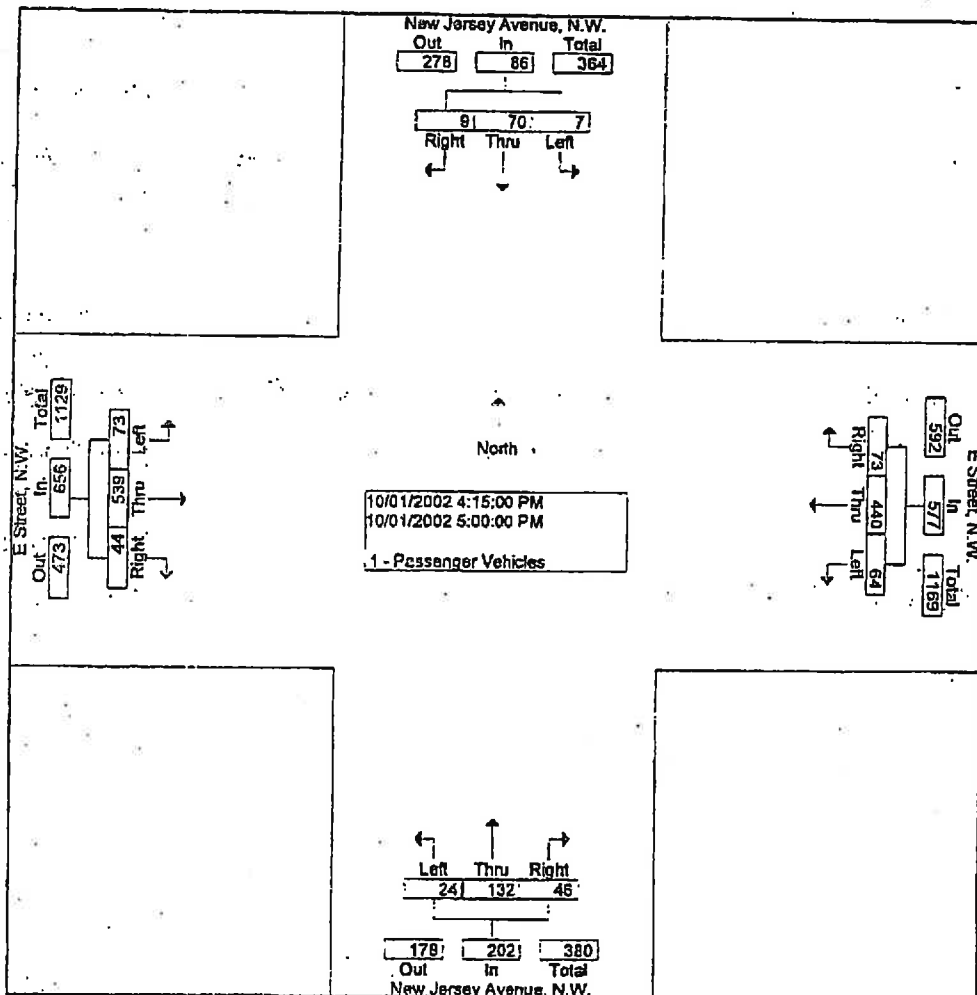 New Jersey Avenue, N.W.
Out In Total
278 86 364
9 70 7
Right Thru Left
E Street, N.W.
Total In Out
1129 656 473
73 539 44
Left Thru Right
North
10/01/2002 4:15:00 PM
10/01/2002 5:00:00 PM
1 - Passenger Vehicles
Right Thru Left
73 440 64
592 577 1169
Out In Total
E Street, N.W.
Left Thru Right
24 132 46
178 202 380
Out In Total
New Jersey Avenue, N.W.